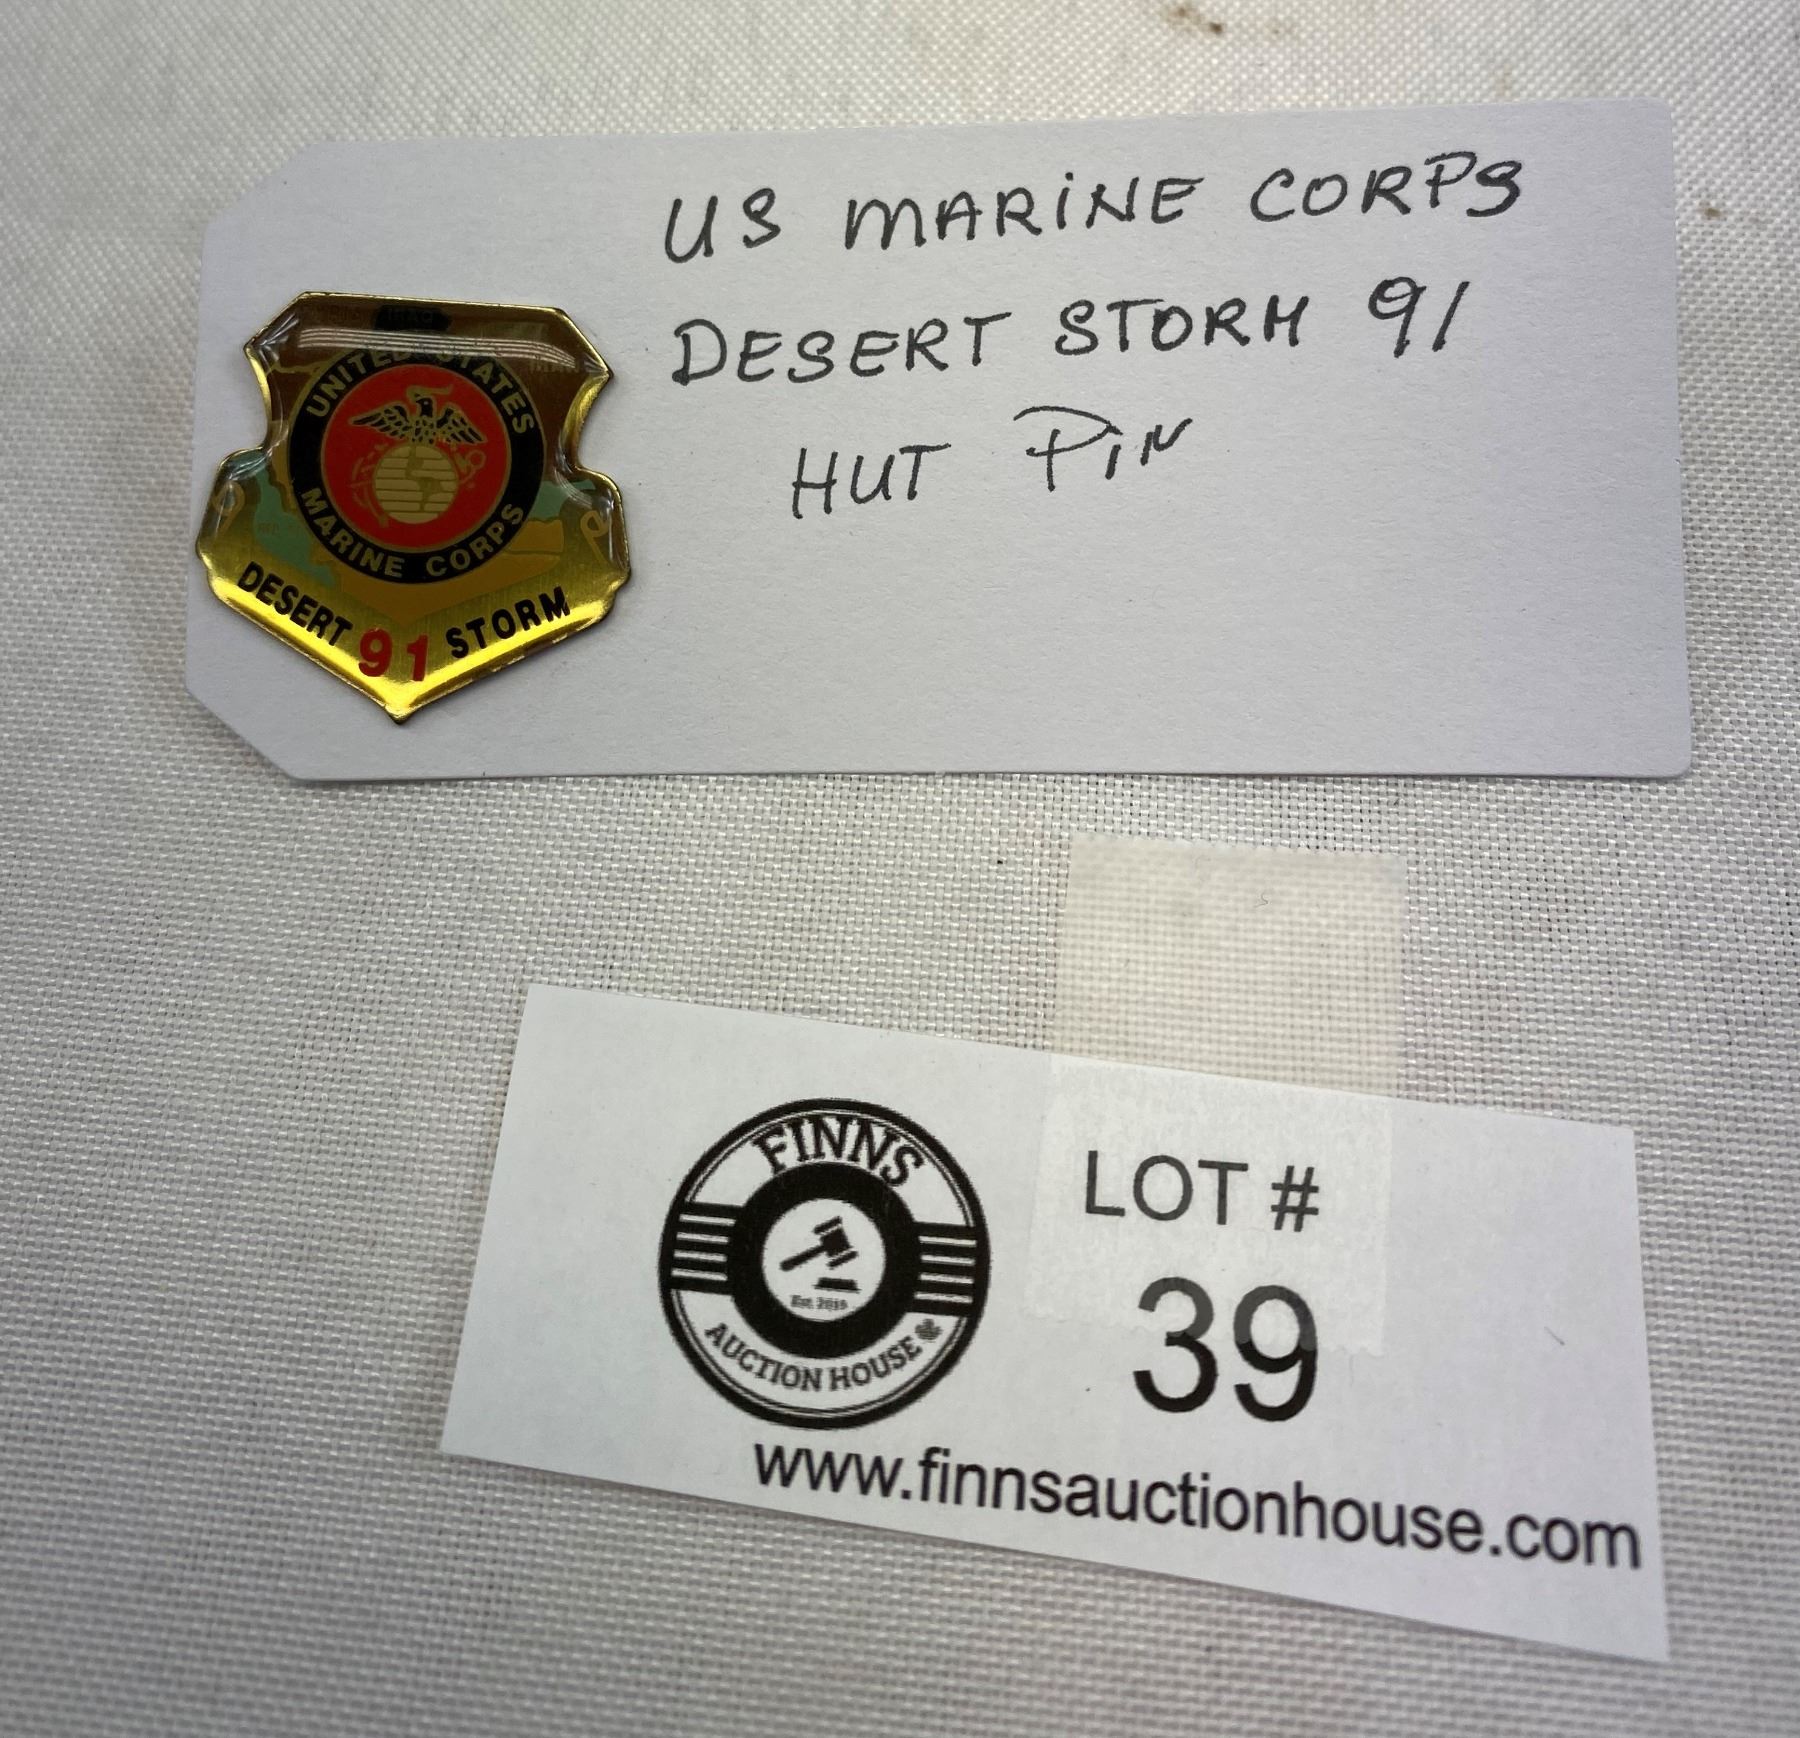 US MARINE CORPS
DESERT STORM 91
HUT PIN
IRAQ
UNITED STATES
MARINE CORPS
DESERT 91 STORM
FINNS
AUCTION HOUSE
LOT #
39
www.finnsauctionhouse.com